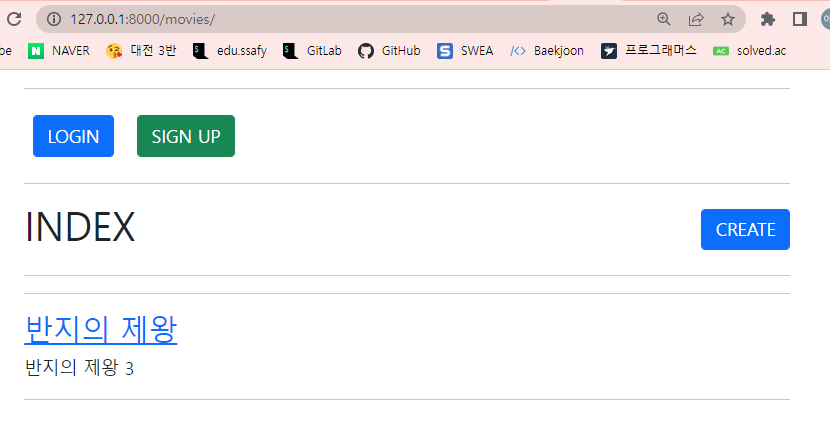 127.0.0.1:8000/movies/
be NAVER 대전 3반 edu.ssafy GitLab GitHub SWEA Baekjoon 프로그래머스 solved.ac
LOGIN SIGN UP
INDEX CREATE
반지의 제왕
반지의 제왕 3